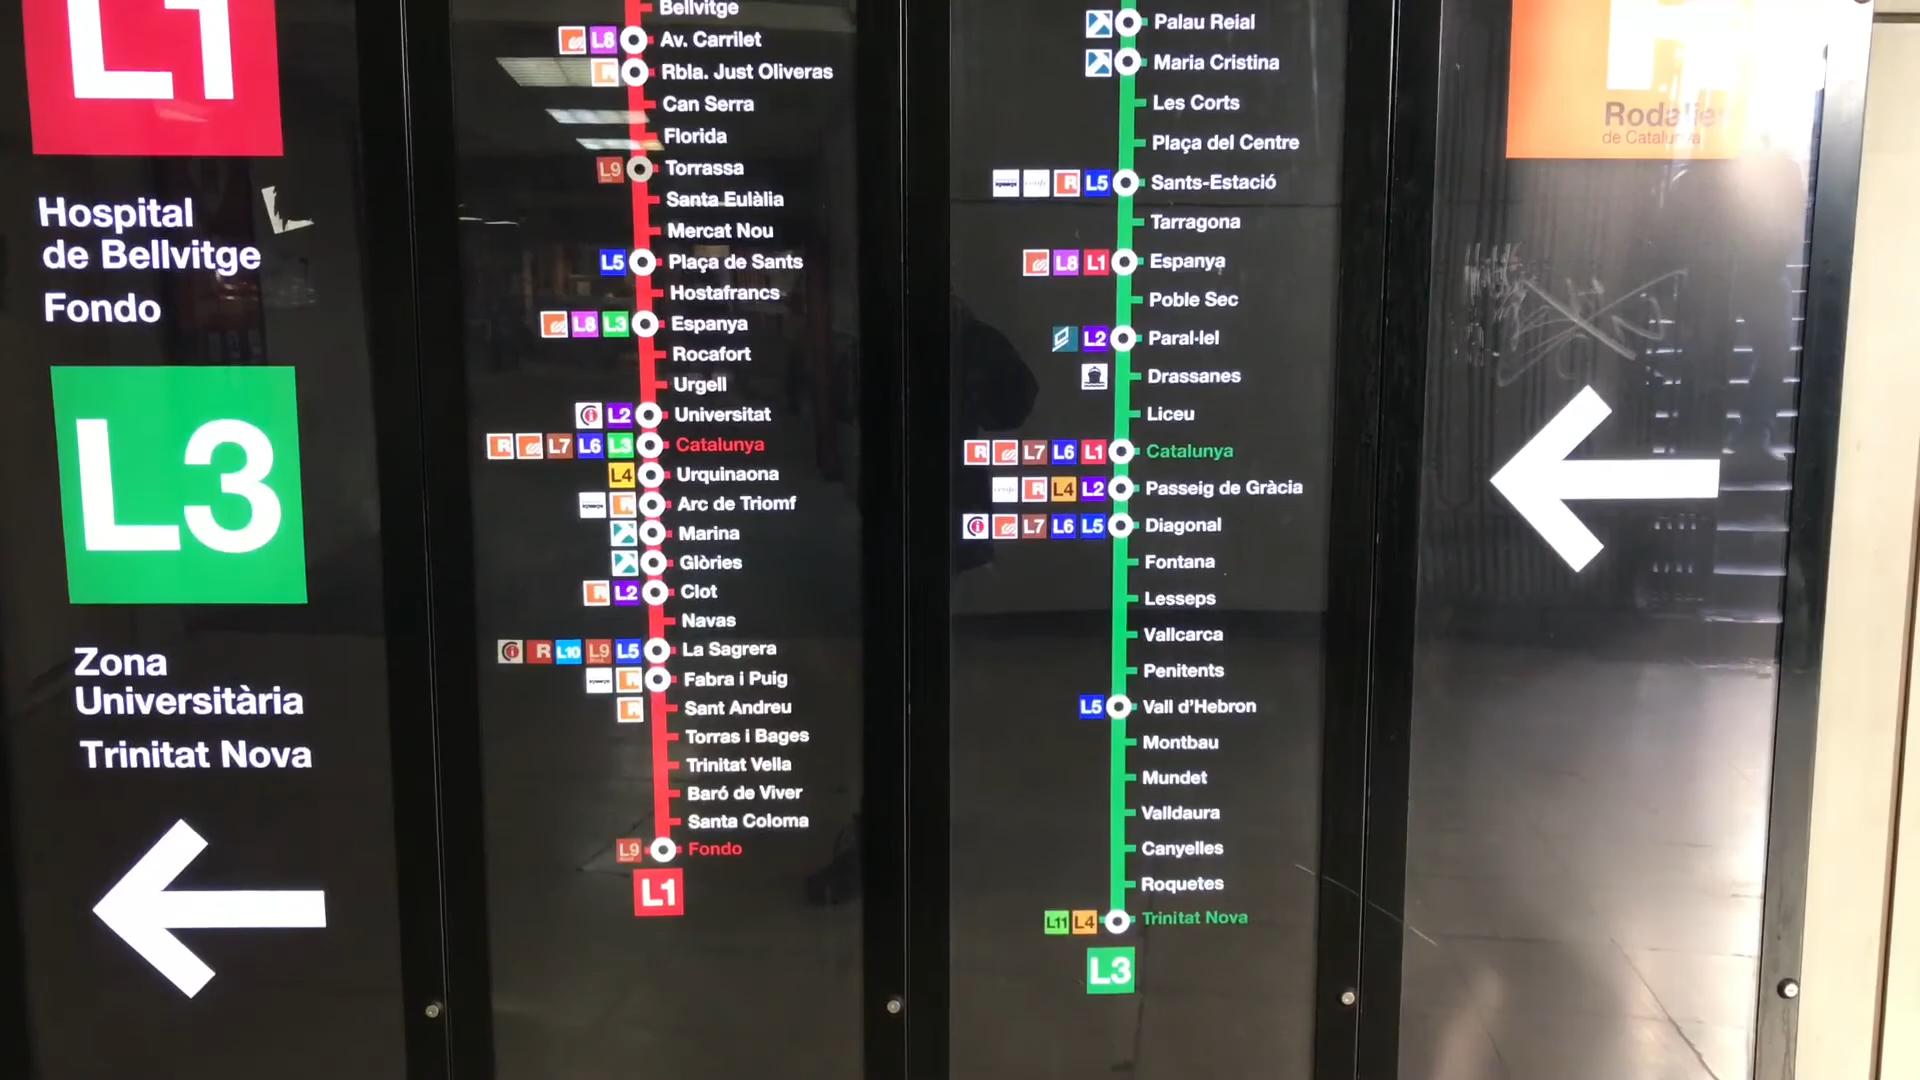 L1
Hospital
de Bellvitge
Fondo
L3
Zona
Universitària
Trinitat Nova
Bellvitge
L8 Av. Carrilet
R Rbla. Just Oliveras
Can Serra
Florida
L9 Torrassa
Santa Eulàlia
Mercat Nou
L5 Plaça de Sants
Hostafrancs
L8 L3 Espanya
Rocafort
Urgell
L2 Universitat
R L7 L6 L3 Catalunya
L4 Urquinaona
R Arc de Triomf
Marina
Glòries
R L2 Clot
Navas
R L10 L9 L5 La Sagrera
R Fabra i Puig
R Sant Andreu
Torras i Bages
Trinitat Vella
Baró de Viver
Santa Coloma
L9 Fondo
L1
Palau Reial
Maria Cristina
Les Corts
Plaça del Centre
R L5 Sants-Estació
Tarragona
L8 L1 Espanya
Poble Sec
L2 Paral·lel
Drassanes
Liceu
R L7 L6 L1 Catalunya
R L4 L2 Passeig de Gràcia
L7 L6 L5 Diagonal
Fontana
Lesseps
Vallcarca
Penitents
L5 Vall d'Hebron
Montbau
Mundet
Valldaura
Canyelles
Roquetes
L11 L4 Trinitat Nova
L3
Rodalies
de Catalunya